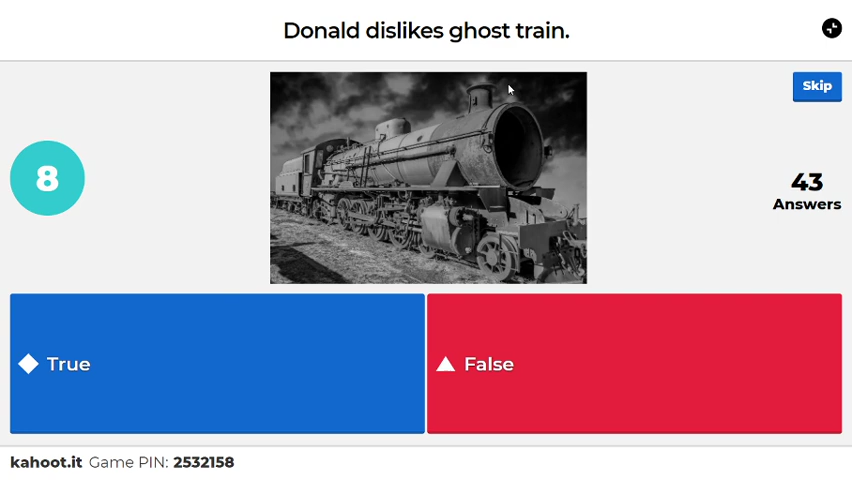 Donald dislikes ghost train.
Skip
8
43
Answers
True
False
kahoot.it Game PIN: 2532158